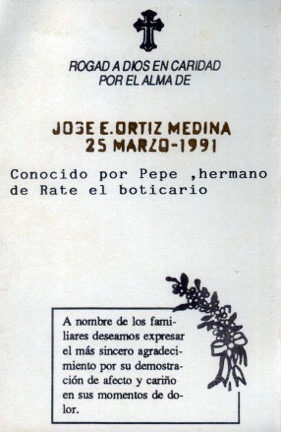 ROGAD A DIOS EN CARIDAD
POR EL ALMA DE
JOSE E. ORTIZ MEDINA
25 MARZO-1991
Conocido por Pepe ,hermano
de Rate el boticario
A nombre de los fami-
liares deseamos expresar
el más sincero agradeci-
miento por su demostra-
ción de afecto y cariño
en sus momentos de do-
lor.